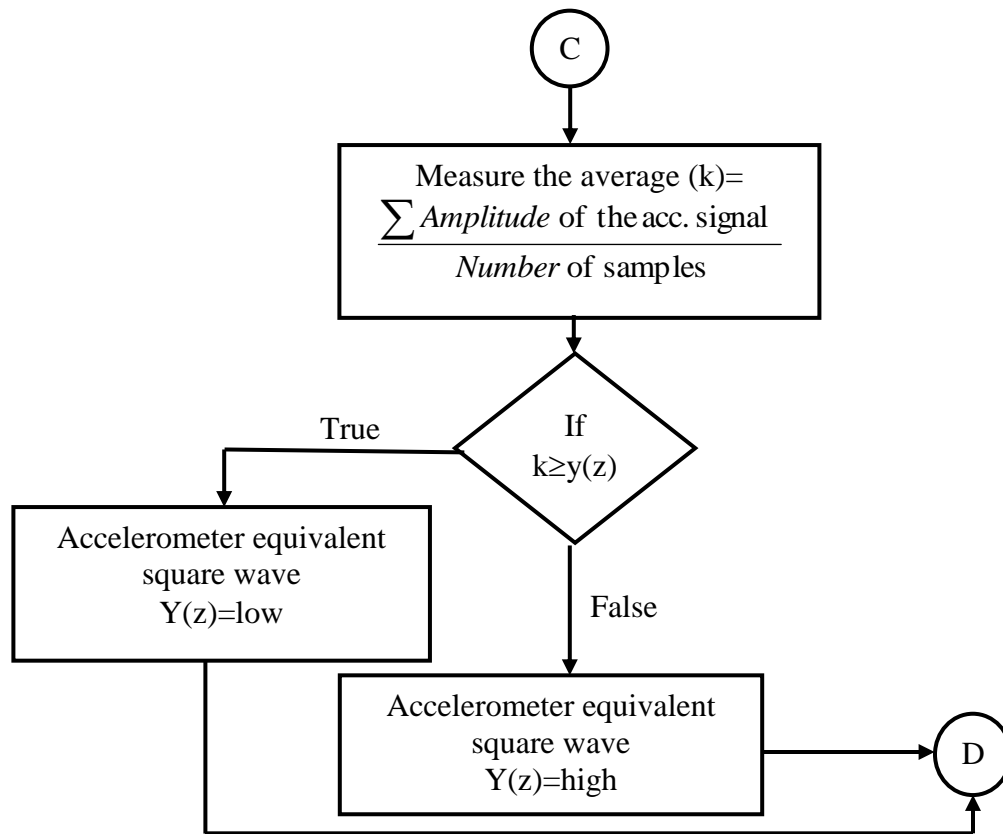 C
Measure the average (k)=
∑ Amplitude of the acc. signal
Number of samples
If
k≥y(z)
True
Accelerometer equivalent
square wave
Y(z)=low
False
Accelerometer equivalent
square wave
Y(z)=high
D